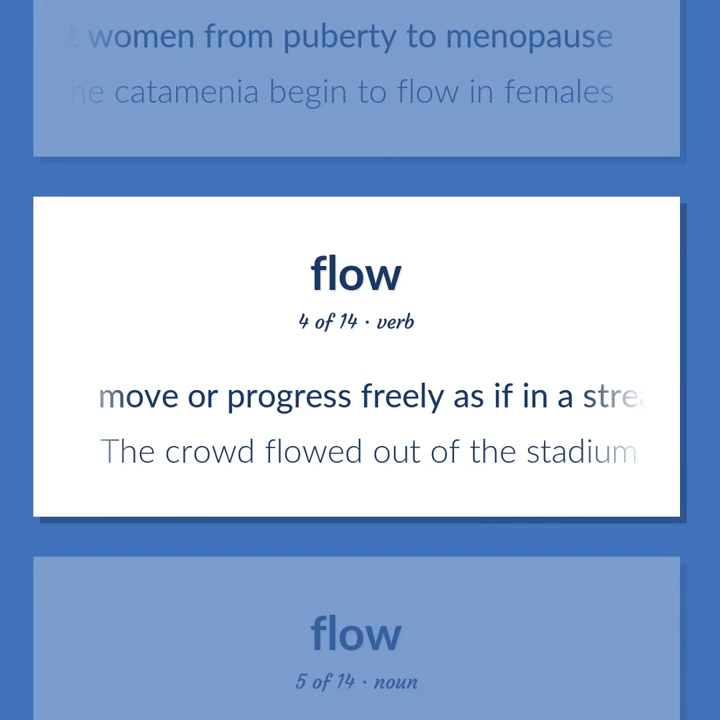 women from puberty to menopause
catamenia begin to flow in females
flow
4 of 14 · verb
move or progress freely as if in a
The crowd flowed out of the stadium
flow
5 of 14 · noun